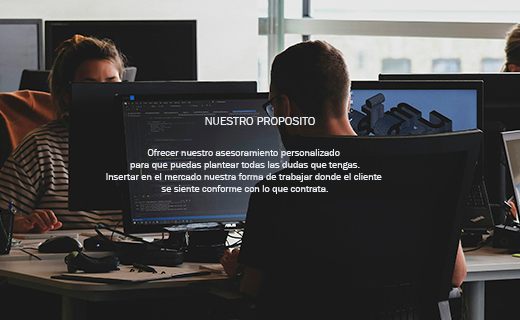 NUESTRO PROPOSITO
Ofrecer nuestro asesoramiento personalizado
para que puedas plantear todas las dudas que tengas.
Insertar en el mercado nuestra forma de trabajar donde el cliente
se siente conforme con lo que contrata.